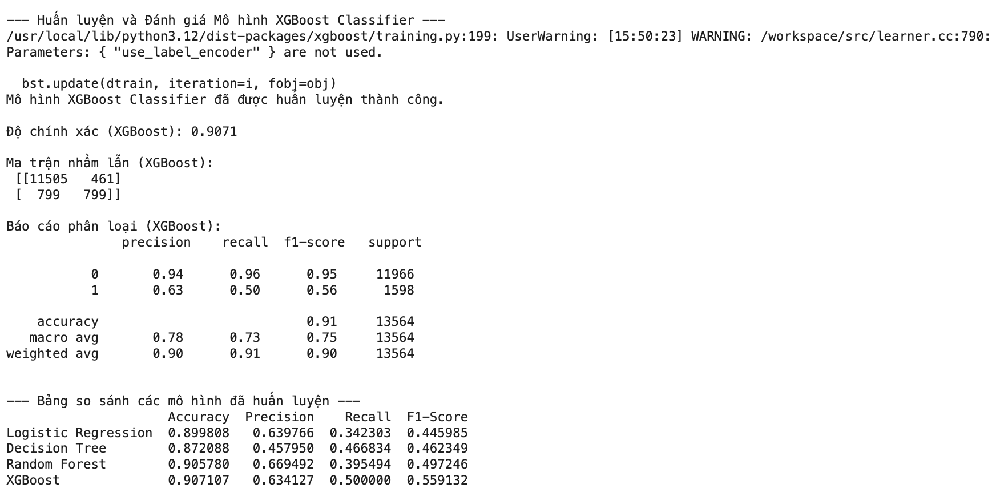 --- Huấn luyện và Đánh giá Mô hình XGBoost Classifier ---
/usr/local/lib/python3.12/dist-packages/xgboost/training.py:199: UserWarning: [15:50:23] WARNING: /workspace/src/learner.cc:790:
Parameters: { "use_label_encoder" } are not used.
bst.update(dtrain, iteration=i, fobj=obj)
Mô hình XGBoost Classifier đã được huấn luyện thành công.
Độ chính xác (XGBoost): 0.9071
Ma trận nhầm lẫn (XGBoost):
[[11505   461]
[  799   799]]
Báo cáo phân loại (XGBoost):
precision    recall  f1-score   support
0       0.94      0.96      0.95     11966
1       0.63      0.50      0.56      1598
accuracy                           0.91     13564
macro avg       0.78      0.73      0.75     13564
weighted avg       0.90      0.91      0.90     13564
--- Bảng so sánh các mô hình đã huấn luyện ---
Accuracy  Precision    Recall  F1-Score
Logistic Regression  0.899808   0.639766  0.342303  0.445985
Decision Tree        0.872088   0.457950  0.466834  0.462349
Random Forest        0.905780   0.669492  0.395494  0.497246
XGBoost              0.907107   0.634127  0.500000  0.559132